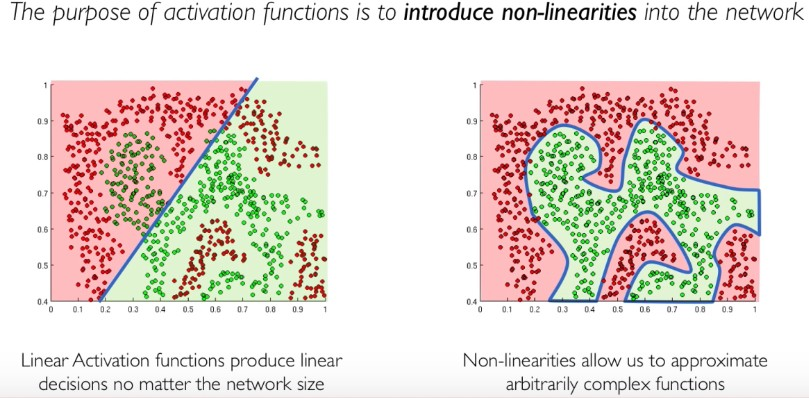 The purpose of activation functions is to introduce non-linearities into the network
1
0.9
0.8
0.7
0.6
0.5
0.4
0 0.1 0.2 0.3 0.4 0.5 0.6 0.7 0.8 0.9 1
Linear Activation functions produce linear
decisions no matter the network size
1
0.9
0.8
0.7
0.6
0.5
0.4
0 0.1 0.2 0.3 0.4 0.5 0.6 0.7 0.8 0.9 1
Non-linearities allow us to approximate
arbitrarily complex functions